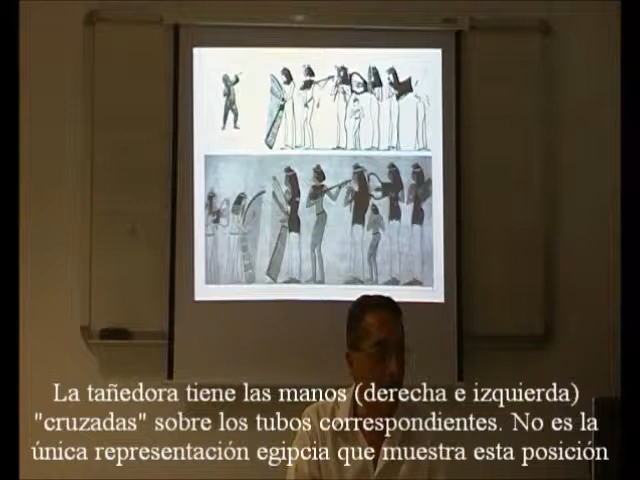 La tañedora tiene las manos (derecha e izquierda)
"cruzadas" sobre los tubos correspondientes. No es la
única representación egipcia que muestra esta posición